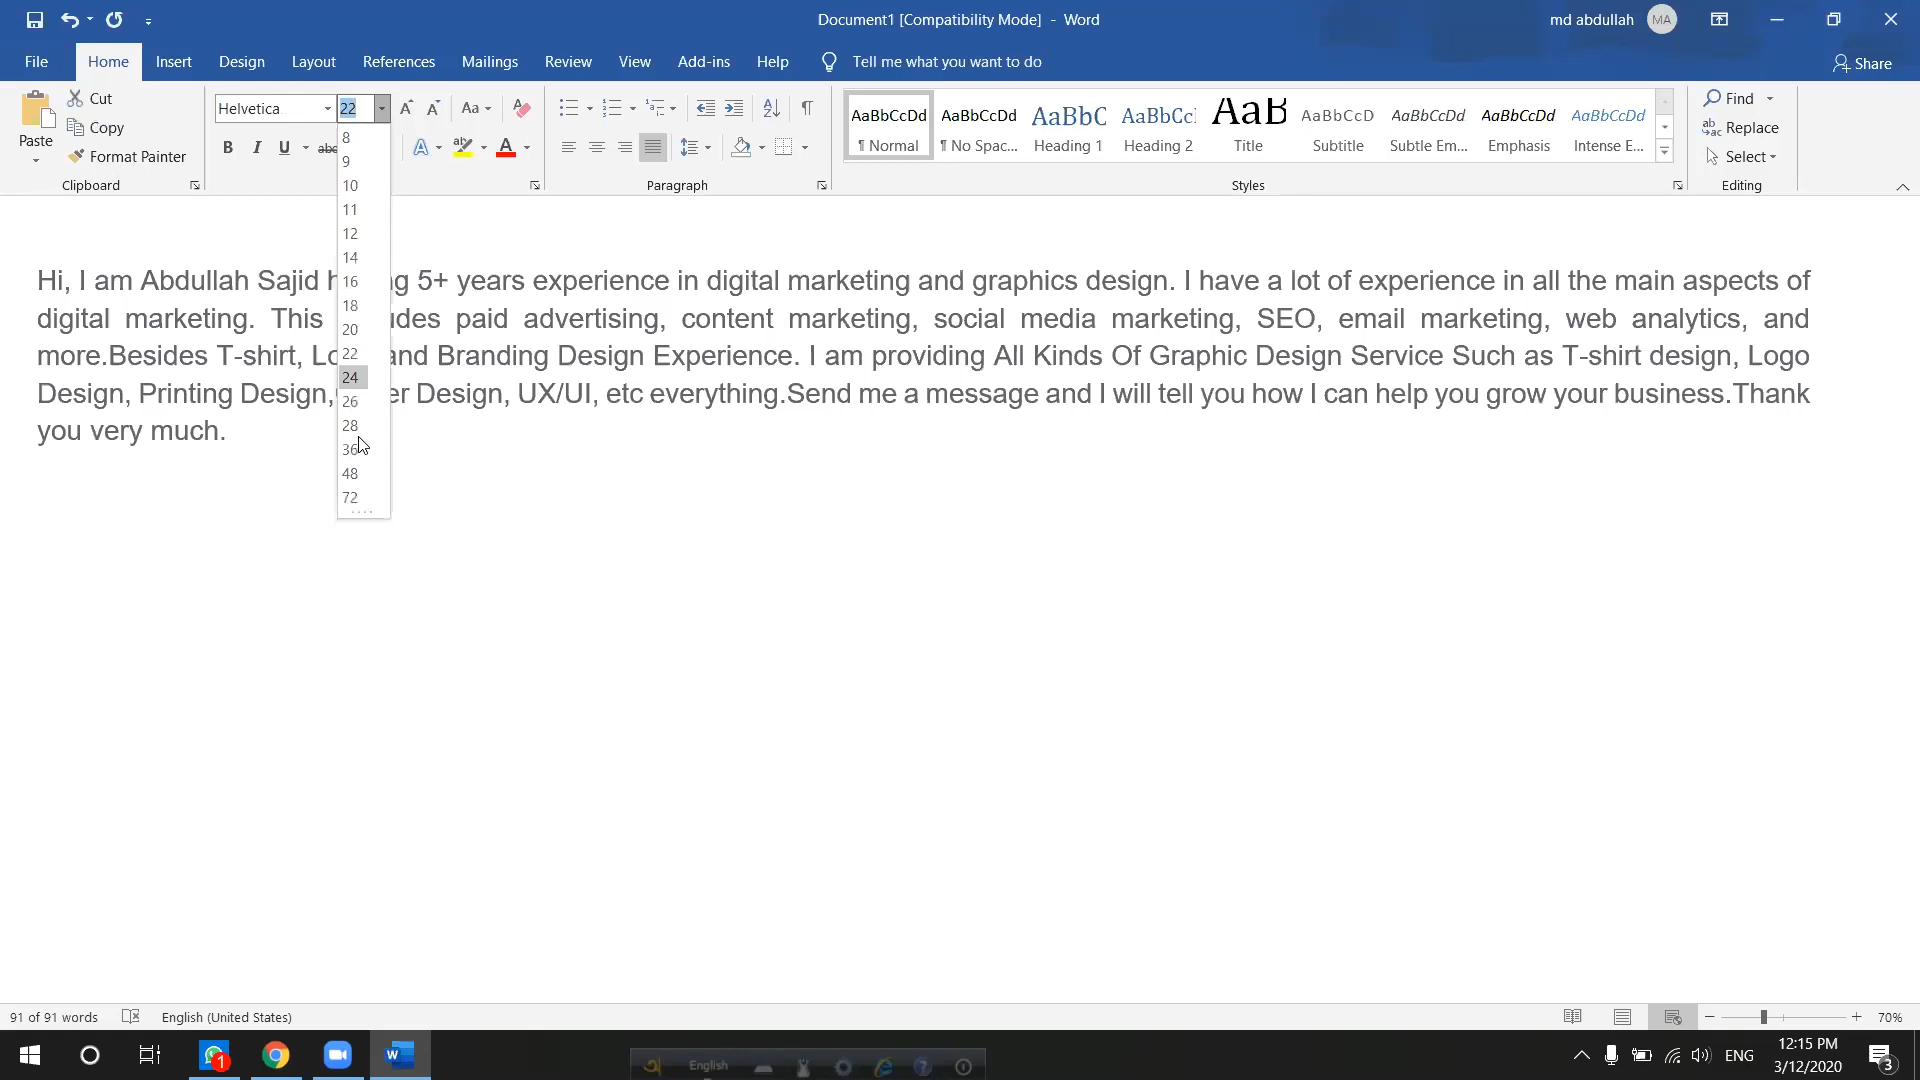 Document1 [Compatibility Mode] - Word
md abdullah MA
File Home Insert Design Layout References Mailings Review View Add-ins Help Tell me what you want to do Share
Cut
Copy
Format Painter
Paste
Clipboard
Helvetica 22 Aa
B I U abc A A
Paragraph
AaBbCcDd AaBbCcDd AaBbC AaBbCcI AaB AaBbCcD AaBbCcDd AaBbCcDd AaBbCcDd
¶ Normal ¶ No Spac... Heading 1 Heading 2 Title Subtitle Subtle Em... Emphasis Intense E...
Styles
Find
Replace
Select
Editing
8
9
10
11
12
14
16
18
20
22
24
26
28
36
48
72
Hi, I am Abdullah Sajid 5+ years experience in digital marketing and graphics design. I have a lot of experience in all the main aspects of
digital marketing. This paid advertising, content marketing, social media marketing, SEO, email marketing, web analytics, and
more.Besides T-shirt, and Branding Design Experience. I am providing All Kinds Of Graphic Design Service Such as T-shirt design, Logo
Design, Printing Design, Design, UX/UI, etc everything.Send me a message and I will tell you how I can help you grow your business.Thank
you very much.
91 of 91 words English (United States) 70%
1 English ENG
12:15 PM
3/12/2020
3